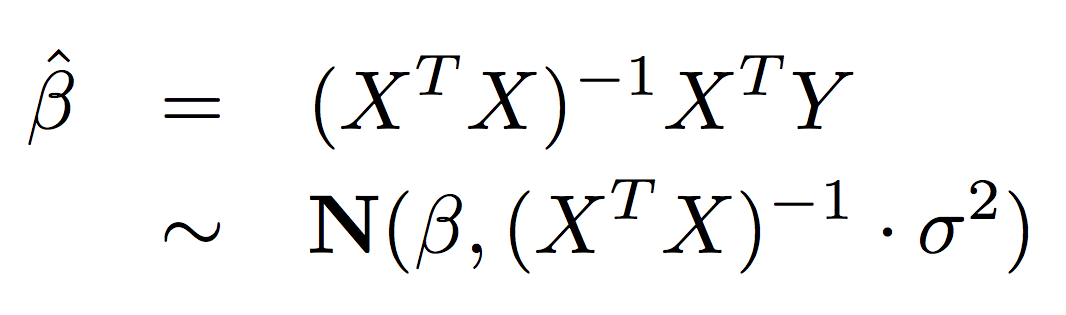 β̂ = (XᵀX)⁻¹XᵀY
∼ N(β, (XᵀX)⁻¹ · σ²)